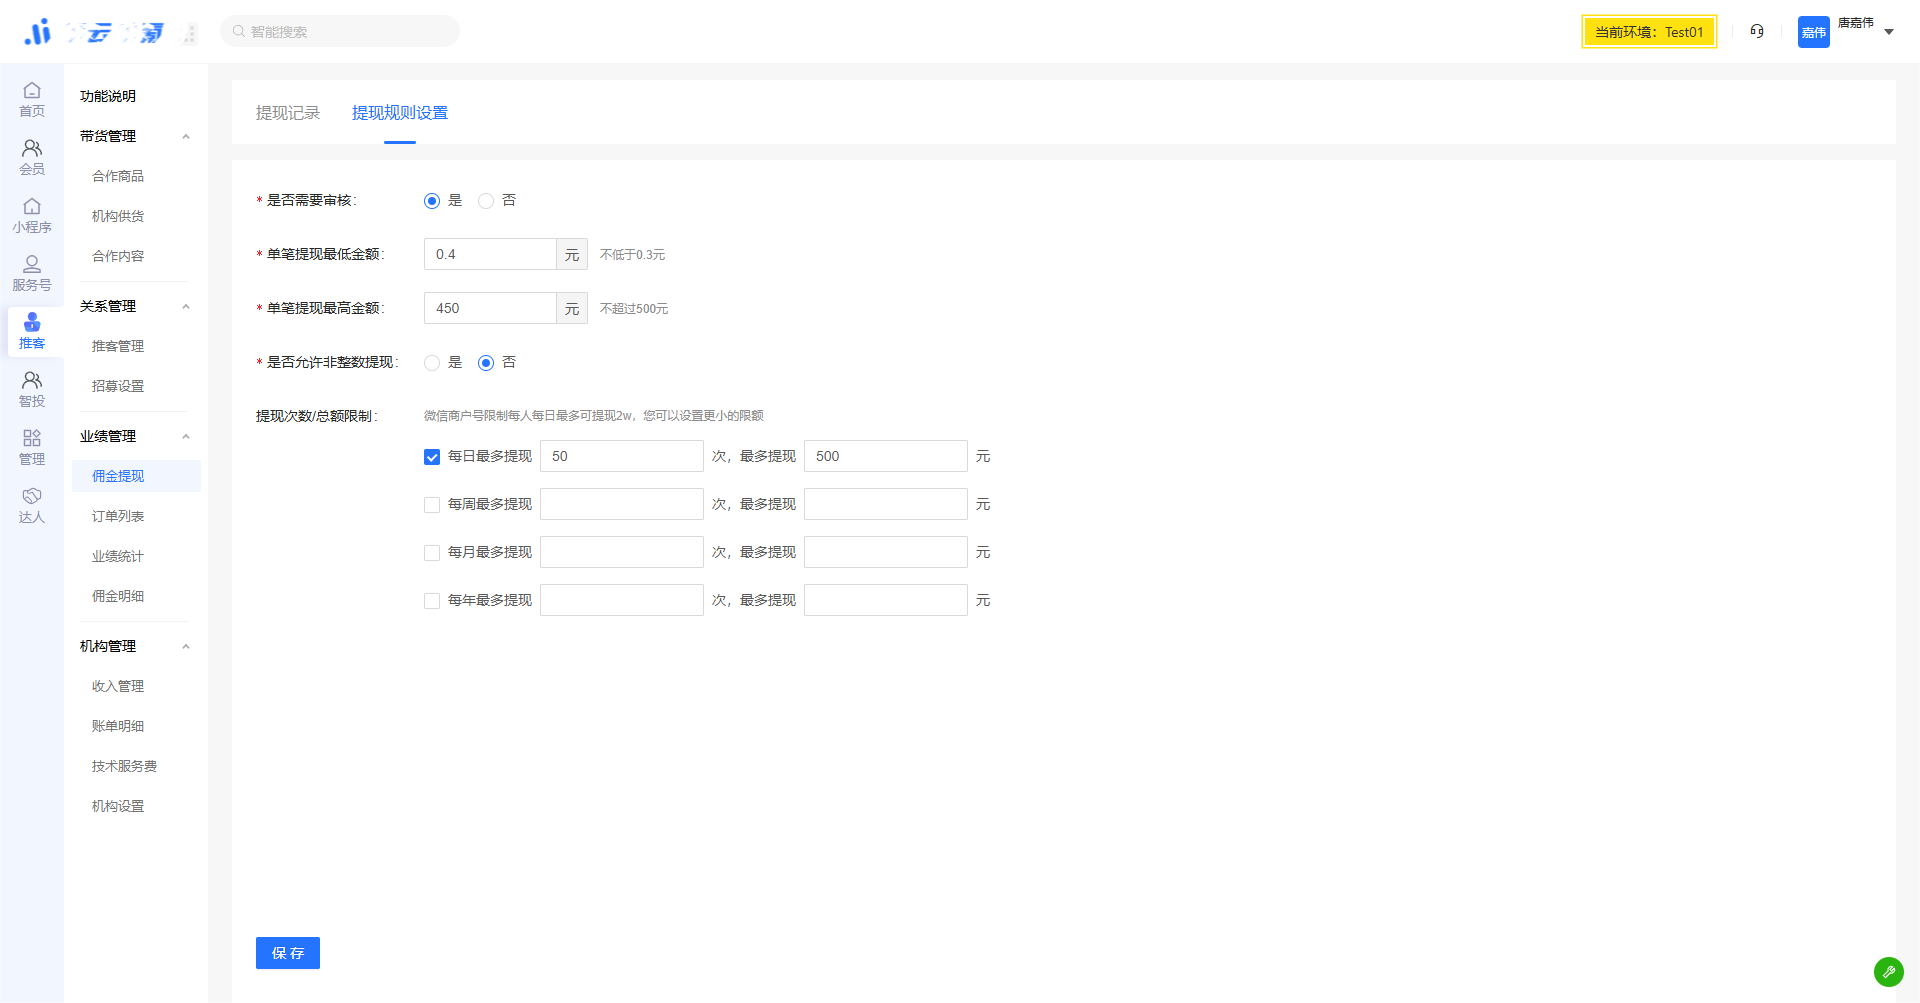 智能搜索
当前环境：Test01
嘉伟
唐嘉伟
首页
会员
小程序
服务号
推客
智投
管理
达人
功能说明
带货管理
合作商品
机构供货
合作内容
关系管理
推客管理
招募设置
业绩管理
佣金提现
订单列表
业绩统计
佣金明细
机构管理
收入管理
账单明细
技术服务费
机构设置
提现记录 提现规则设置
* 是否需要审核： 是 否
* 单笔提现最低金额： 0.4 元 不低于0.3元
* 单笔提现最高金额： 450 元 不超过500元
* 是否允许非整数提现： 是 否
提现次数/总额限制： 微信商户号限制每人每日最多可提现2w，您可以设置更小的限额
每日最多提现 50 次，最多提现 500 元
每周最多提现 次，最多提现 元
每月最多提现 次，最多提现 元
每年最多提现 次，最多提现 元
保 存